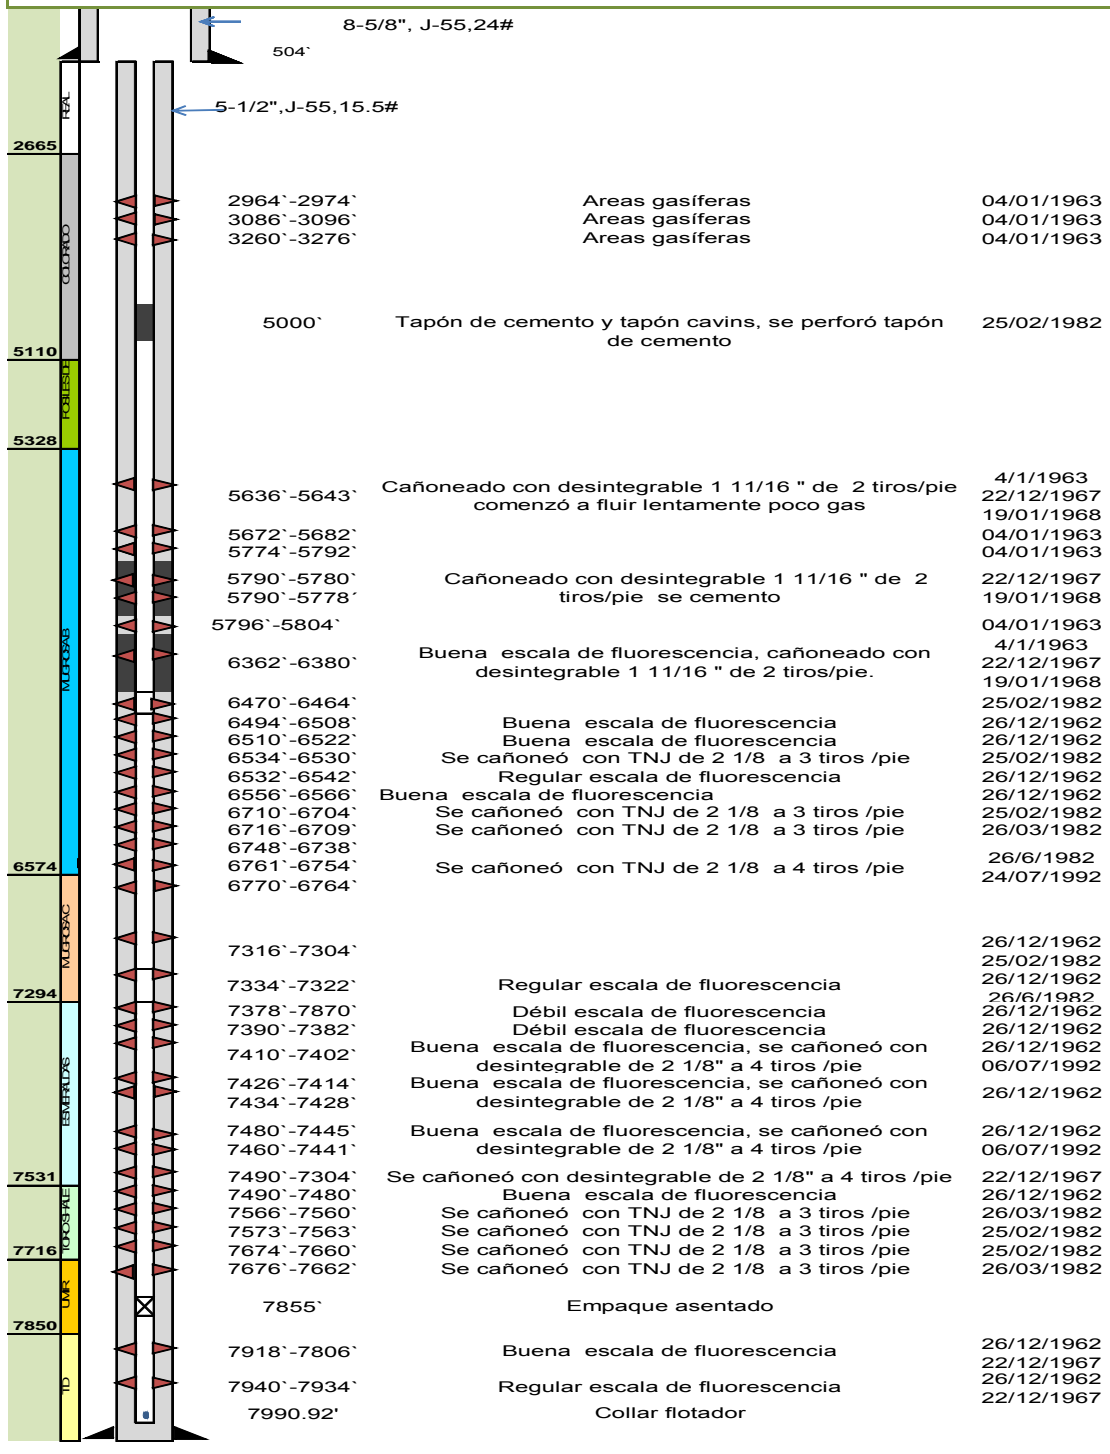 8-5/8", J-55,24#
504`
5-1/2",J-55,15.5#
REAL
2665
2964`-2974` Areas gasíferas 04/01/1963
3086`-3096` Areas gasíferas 04/01/1963
3260`-3276` Areas gasíferas 04/01/1963
COLORADO
5000` Tapón de cemento y tapón cavins, se perforó tapón 25/02/1982
de cemento
5110
5328
4/1/1963
5636`-5643` Cañoneado con desintegrable 1 11/16 " de 2 tiros/pie 22/12/1967
comenzó a fluir lentamente poco gas
19/01/1968
5672`-5682` 04/01/1963
5774`-5792` 04/01/1963
5790`-5780` Cañoneado con desintegrable 1 11/16 " de 2 22/12/1967
5790`-5778' tiros/pie se cemento 19/01/1968
5796`-5804` 04/01/1963
MUGROSA B
4/1/1963
6362`-6380` Buena escala de fluorescencia, cañoneado con 22/12/1967
desintegrable 1 11/16 " de 2 tiros/pie.
19/01/1968
6470`-6464` 25/02/1982
6494`-6508` Buena escala de fluorescencia 26/12/1962
6510`-6522` Buena escala de fluorescencia 26/12/1962
6534`-6530` Se cañoneó con TNJ de 2 1/8 a 3 tiros /pie 25/02/1982
6532`-6542` Regular escala de fluorescencia 26/12/1962
6556`-6566` Buena escala de fluorescencia 26/12/1962
6710`-6704` Se cañoneó con TNJ de 2 1/8 a 3 tiros /pie 25/02/1982
6716`-6709` Se cañoneó con TNJ de 2 1/8 a 3 tiros /pie 26/03/1982
6748`-6738`
6574
6761`-6754` Se cañoneó con TNJ de 2 1/8 a 4 tiros /pie 26/6/1982
6770`-6764` 24/07/1992
MUGROSA C
7316`-7304` 26/12/1962
25/02/1982
7334`-7322` Regular escala de fluorescencia 26/12/1962
26/6/1982
7294
7378`-7870` Débil escala de fluorescencia 26/12/1962
7390`-7382` Débil escala de fluorescencia 26/12/1962
7410`-7402` Buena escala de fluorescencia, se cañoneó con 26/12/1962
desintegrable de 2 1/8" a 4 tiros /pie 06/07/1992
ESMERALDAS
7426`-7414` Buena escala de fluorescencia, se cañoneó con 26/12/1962
7434`-7428` desintegrable de 2 1/8" a 4 tiros /pie
7480`-7445` Buena escala de fluorescencia, se cañoneó con 26/12/1962
7460`-7441` desintegrable de 2 1/8" a 4 tiros /pie 06/07/1992
7531
7490`-7304` Se cañoneó con desintegrable de 2 1/8" a 4 tiros /pie 22/12/1967
7490`-7480` Buena escala de fluorescencia 26/12/1962
7566`-7560` Se cañoneó con TNJ de 2 1/8 a 3 tiros /pie 26/03/1982
7573`-7563` Se cañoneó con TNJ de 2 1/8 a 3 tiros /pie 25/02/1982
TOROSHALE
7716
7674`-7660` Se cañoneó con TNJ de 2 1/8 a 3 tiros /pie 25/02/1982
7676`-7662` Se cañoneó con TNJ de 2 1/8 a 3 tiros /pie 26/03/1982
UMIR
7855` Empaque asentado
7850
7918`-7806` Buena escala de fluorescencia 26/12/1962
22/12/1967
TD
7940`-7934` Regular escala de fluorescencia 26/12/1962
22/12/1967
7990.92' Collar flotador